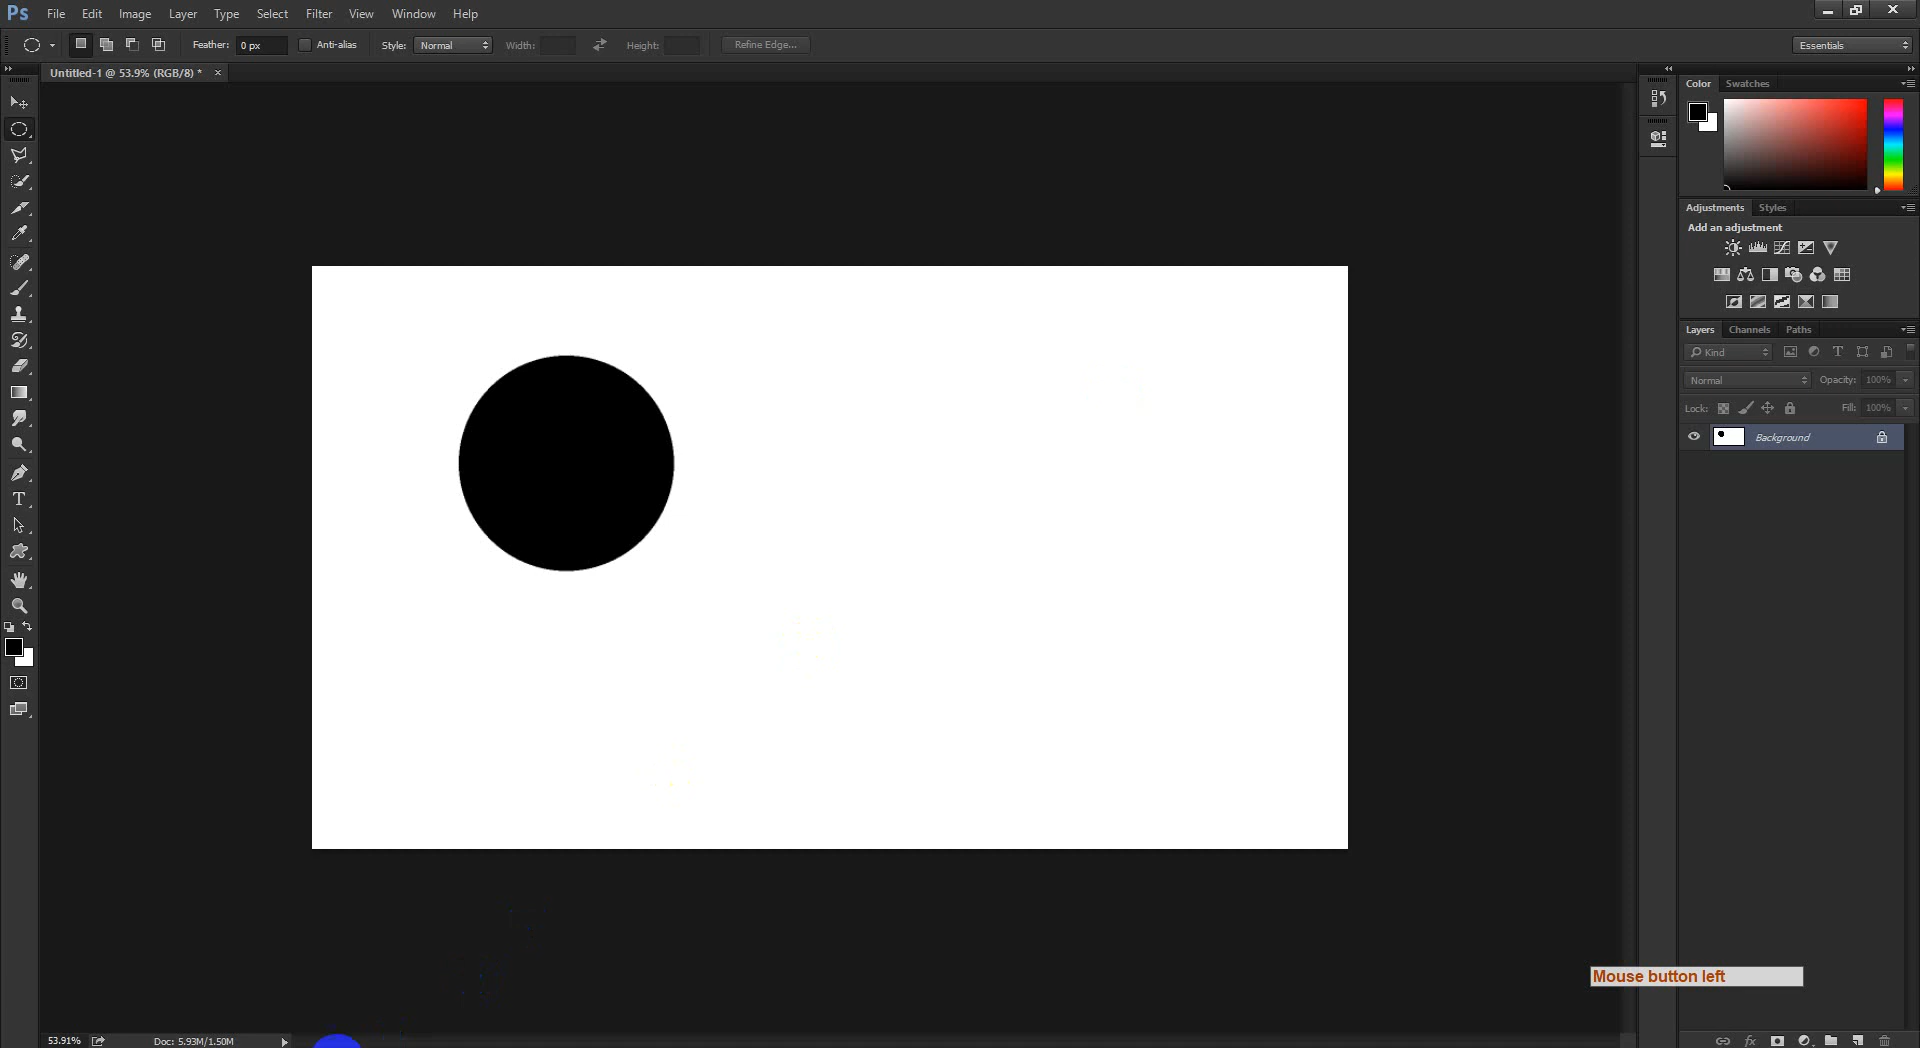 Ps File Edit Image Layer Type Select Filter View Window Help
Feather: 0 px Anti-alias Style: Normal Width: Height: Refine Edge... Essentials
Untitled-1 @ 53.9% (RGB/8) * ×
Color Swatches
Adjustments Styles
Add an adjustment
Layers Channels Paths
Kind
Normal Opacity: 100%
Lock: Fill: 100%
Background
Mouse button left
53.91% Doc: 5.93M/1.50M